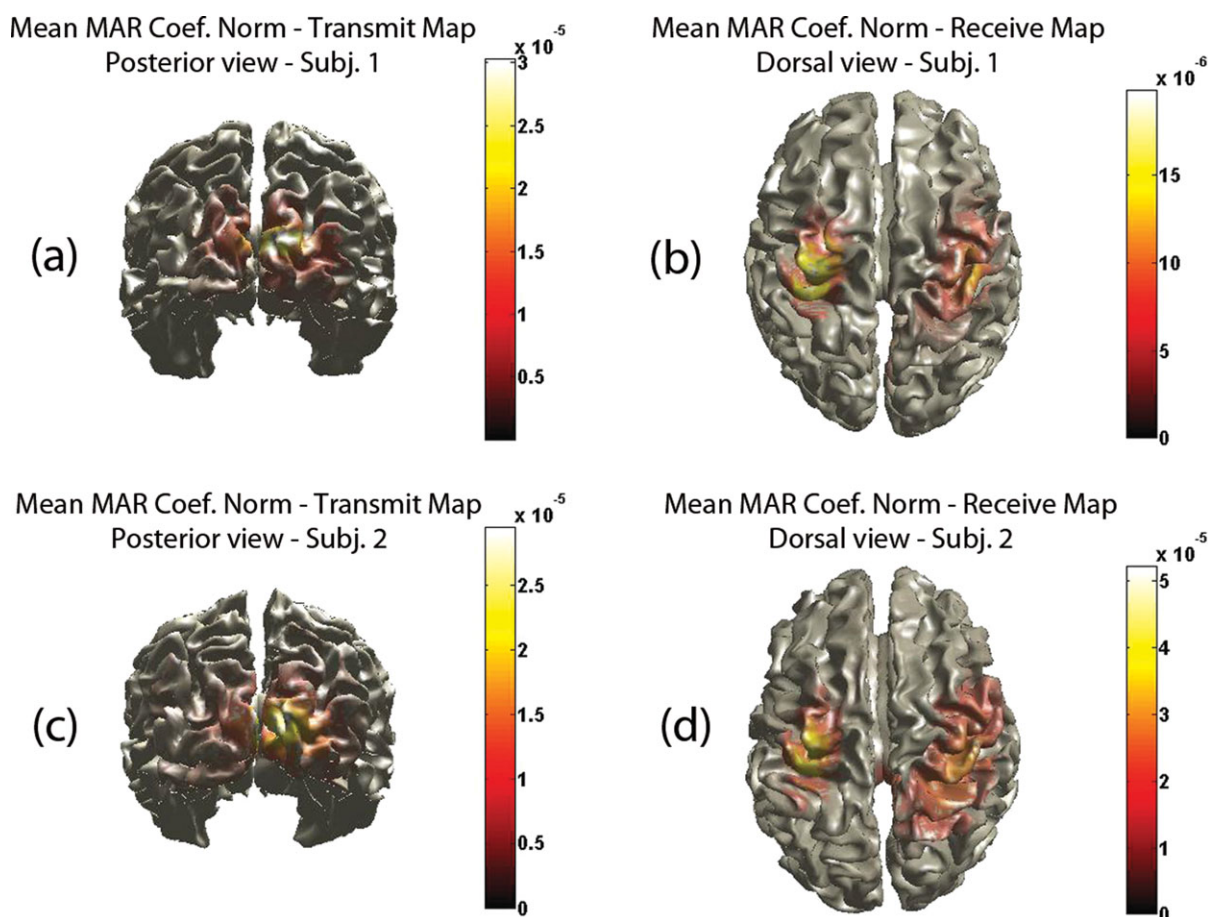 Mean MAR Coef. Norm - Transmit Map
Posterior view - Subj. 1
x 10 -5
3
2.5
2
1.5
1
0.5
(a)
Mean MAR Coef. Norm - Receive Map
Dorsal view - Subj. 1
x 10 -6
15
10
5
0
(b)
Mean MAR Coef. Norm - Transmit Map
Posterior view - Subj. 2
x 10 -5
2.5
2
1.5
1
0.5
0
(c)
Mean MAR Coef. Norm - Receive Map
Dorsal view - Subj. 2
x 10 -5
5
4
3
2
1
0
(d)